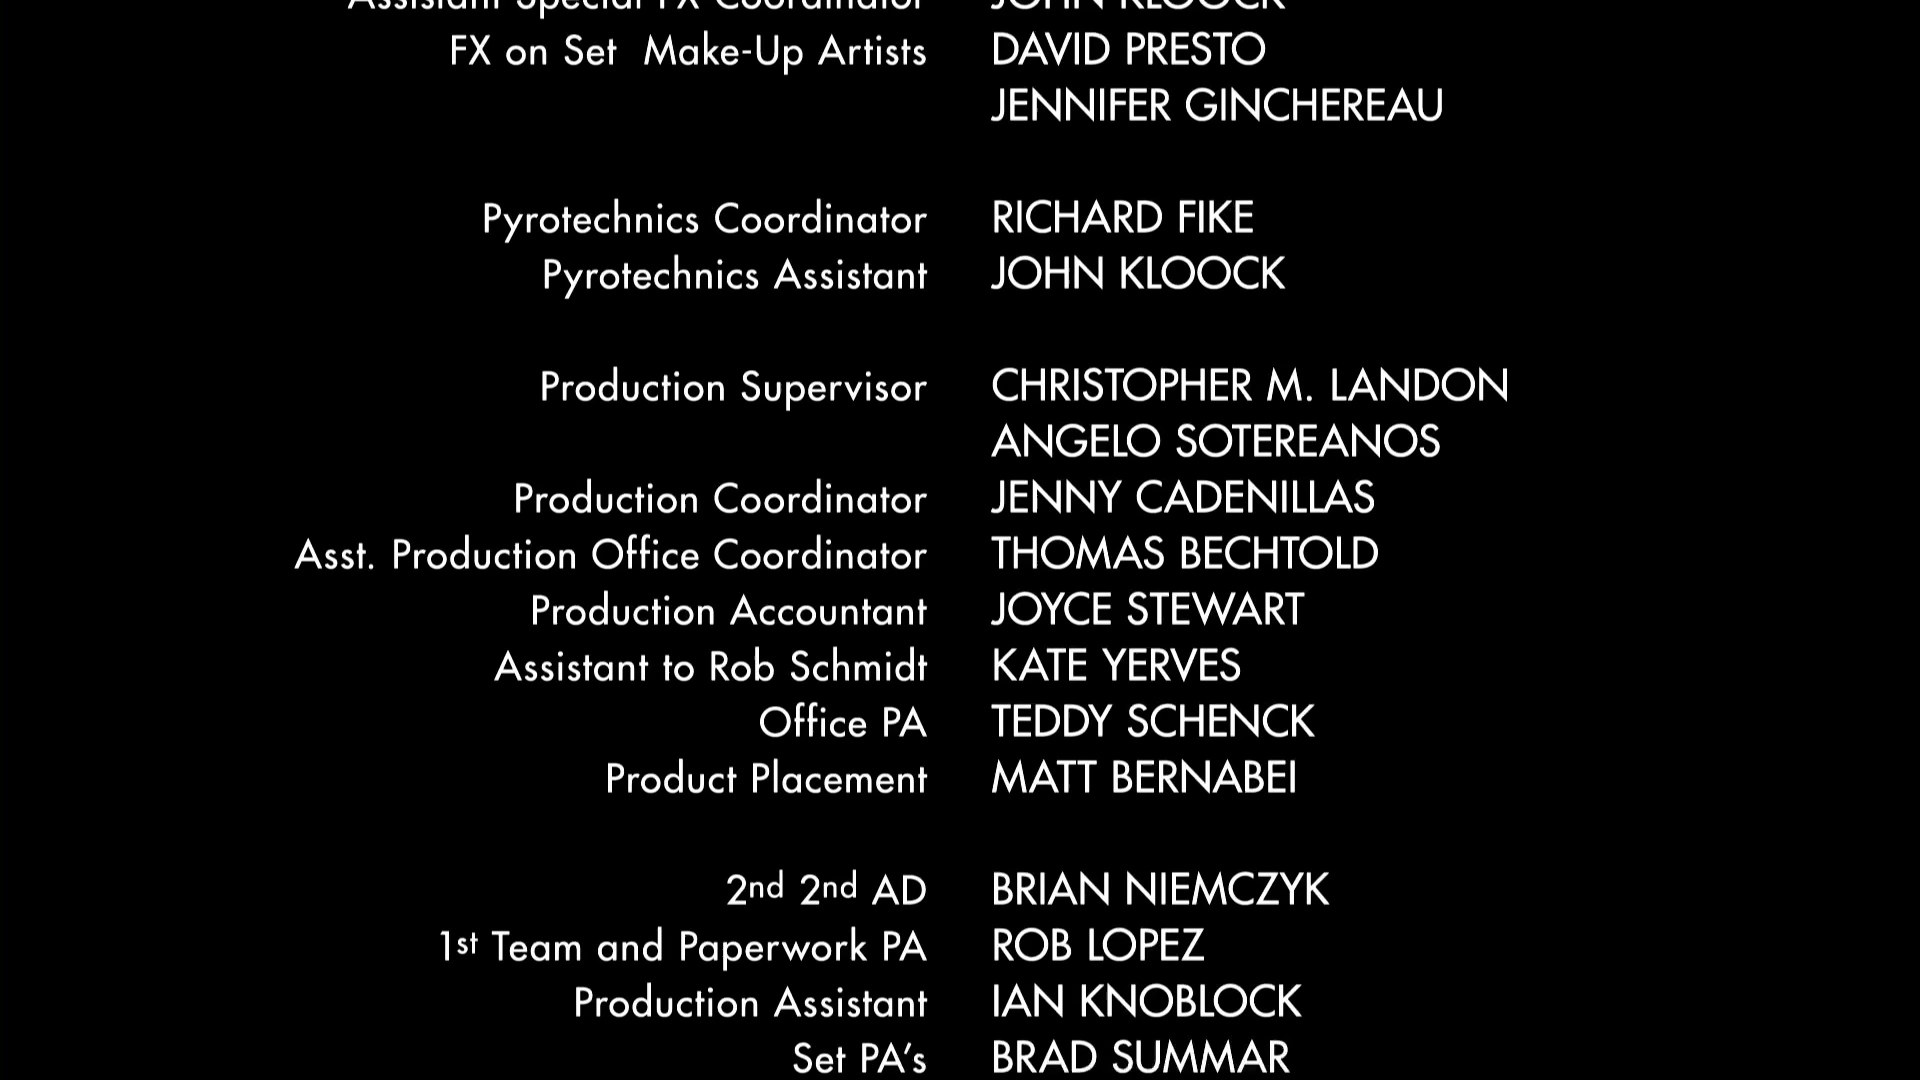 Assistant Special FX Coordinator JOHN KLOOCK
FX on Set Make-Up Artists DAVID PRESTO
JENNIFER GINCHEREAU
Pyrotechnics Coordinator RICHARD FIKE
Pyrotechnics Assistant JOHN KLOOCK
Production Supervisor CHRISTOPHER M. LANDON
ANGELO SOTEREANOS
Production Coordinator JENNY CADENILLAS
Asst. Production Office Coordinator THOMAS BECHTOLD
Production Accountant JOYCE STEWART
Assistant to Rob Schmidt KATE YERVES
Office PA TEDDY SCHENCK
Product Placement MATT BERNABEI
2nd 2nd AD BRIAN NIEMCZYK
1st Team and Paperwork PA ROB LOPEZ
Production Assistant IAN KNOBLOCK
Set PA’s BRAD SUMMAR